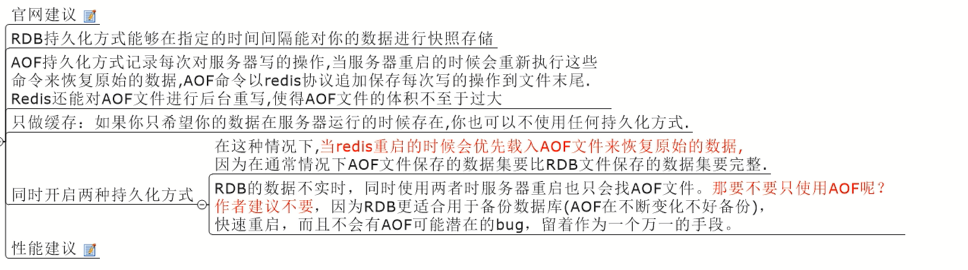 官网建议
RDB持久化方式能够在指定的时间间隔能对你的数据进行快照存储
AOF持久化方式记录每次对服务器写的操作,当服务器重启的时候会重新执行这些
命令来恢复原始的数据,AOF命令以redis协议追加保存每次写的操作到文件末尾.
Redis还能对AOF文件进行后台重写,使得AOF文件的体积不至于过大
只做缓存：如果你只希望你的数据在服务器运行的时候存在,你也可以不使用任何持久化方式.
同时开启两种持久化方式
在这种情况下,当redis重启的时候会优先载入AOF文件来恢复原始的数据,
因为在通常情况下AOF文件保存的数据集要比RDB文件保存的数据集要完整.
RDB的数据不实时，同时使用两者时服务器重启也只会找AOF文件。那要不要只使用AOF呢？
作者建议不要，因为RDB更适合用于备份数据库(AOF在不断变化不好备份)，
快速重启，而且不会有AOF可能潜在的bug，留着作为一个万一的手段。
性能建议